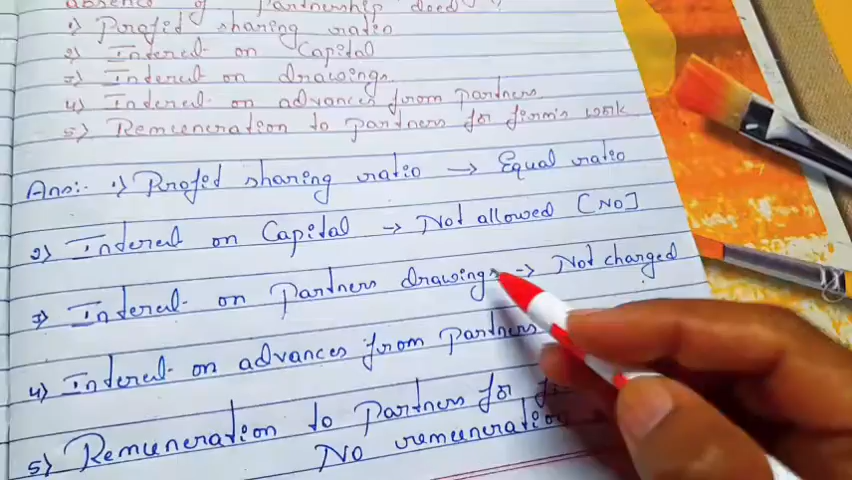 absence of Partnership deed?
1) Profit sharing ratio
2) Interest on Capital
3) Interest on drawings.
4) Interest on advances from Partners
5) Remuneration to Partners for firm's work
Ans:- 1) Profit sharing ratio → Equal ratio
2) Interest on Capital → Not allowed [NO]
3) Interest on Partners drawings → Not charged
4) Interest on advances from Partners
5) Remuneration to Partners for
No remuneration